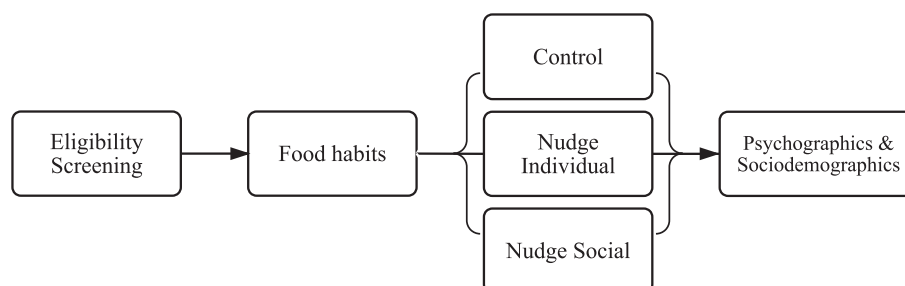 Eligibility
Screening
Food habits
Control
Nudge
Individual
Nudge Social
Psychographics &
Sociodemographics